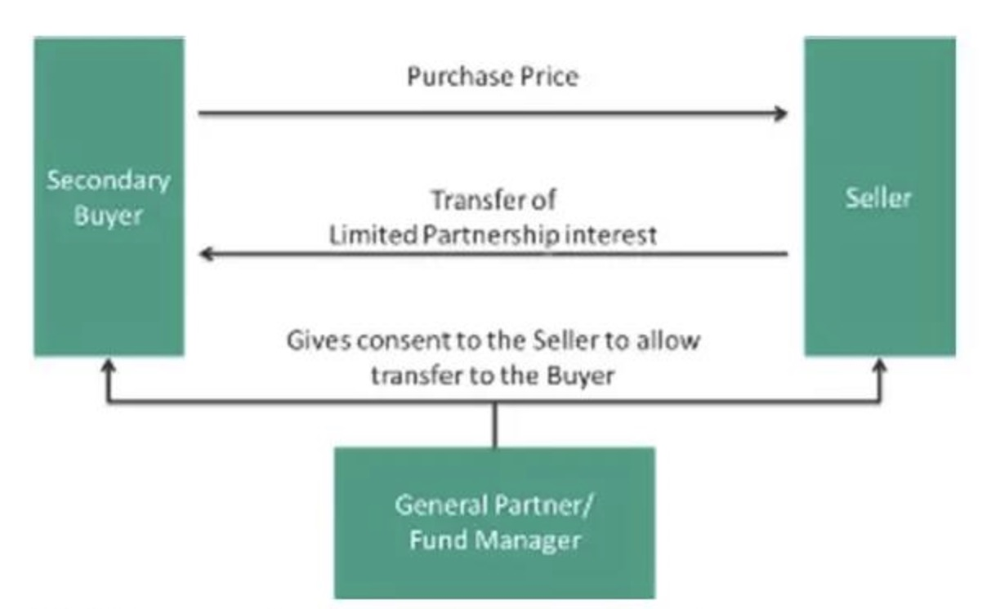 Purchase Price
Secondary
Buyer
Transfer of
Limited Partnership interest
Seller
Gives consent to the Seller to allow
transfer to the Buyer
General Partner/
Fund Manager